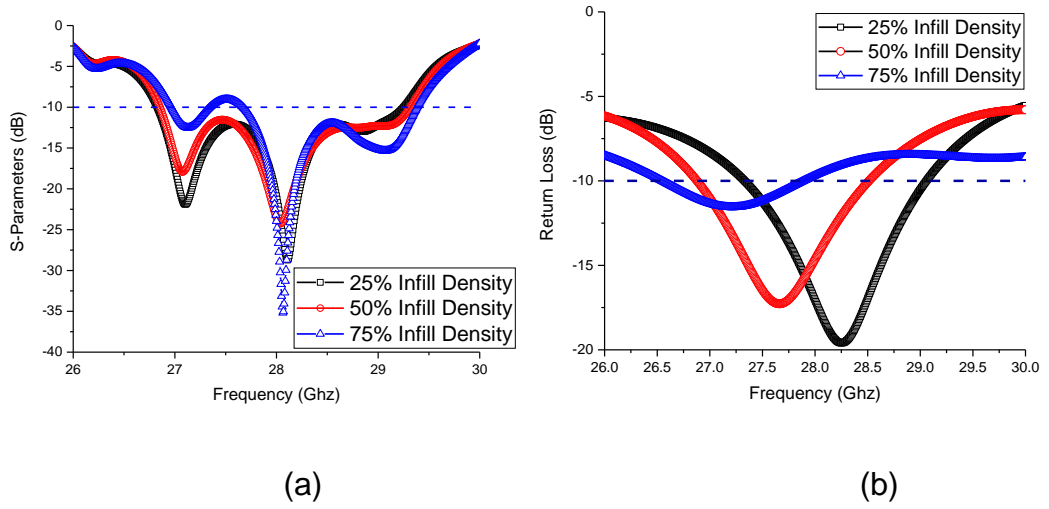 0
-5
-10
-15
-20
-25
-30
-35
-40
S-Parameters (dB)
25% Infill Density
50% Infill Density
75% Infill Density
26 27 28 29 30
Frequency (Ghz)
(a)
0
-5
-10
-15
-20
Return Loss (dB)
25% Infill Density
50% Infill Density
75% Infill Density
26.0 26.5 27.0 27.5 28.0 28.5 29.0 29.5 30.0
Frequency (Ghz)
(b)